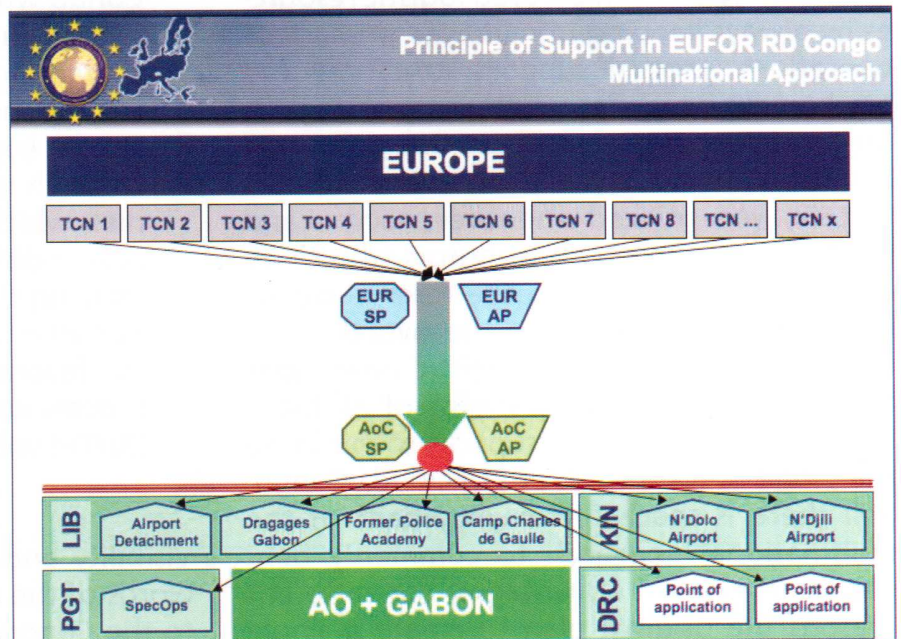 Principle of Support in EUFOR RD Congo
Multinational Approach
EUROPE
TCN 1 TCN 2 TCN 3 TCN 4 TCN 5 TCN 6 TCN 7 TCN 8 TCN ... TCN x
EUR
SP
EUR
AP
AoC
SP
AoC
AP
LIB
Airport
Detachment
Dragages
Gabon
Former Police
Academy
Camp Charles
de Gaulle
KIN
N'Dolo
Airport
N'Djili
Airport
PGT
SpecOps
AO + GABON
DRC
Point of
application
Point of
application